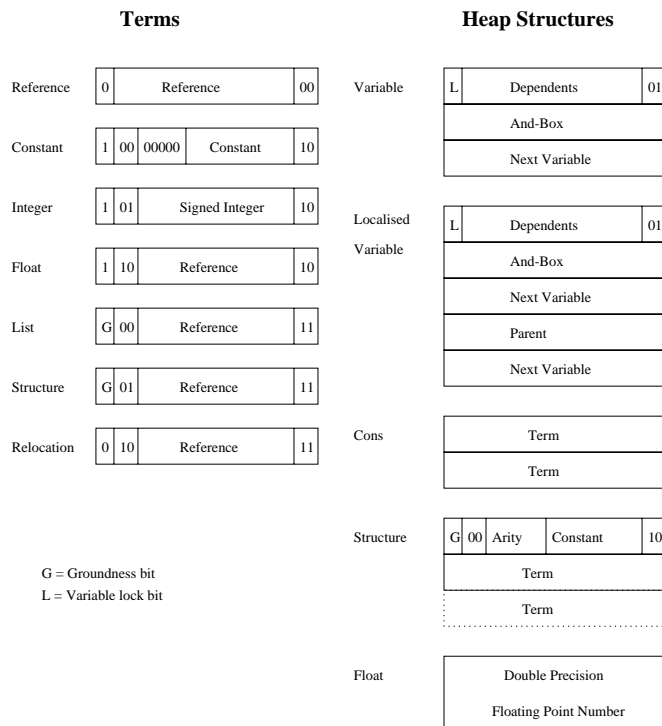 Terms
Reference 0 Reference 00
Constant 1 00 00000 Constant 10
Integer 1 01 Signed Integer 10
Float 1 10 Reference 10
List G 00 Reference 11
Structure G 01 Reference 11
Relocation 0 10 Reference 11
G = Groundness bit
L = Variable lock bit
Heap Structures
Variable L Dependents 01
And-Box
Next Variable
Localised L Dependents 01
Variable
And-Box
Next Variable
Parent
Next Variable
Cons Term
Term
Structure G 00 Arity Constant 10
Term
Term
Float Double Precision
Floating Point Number